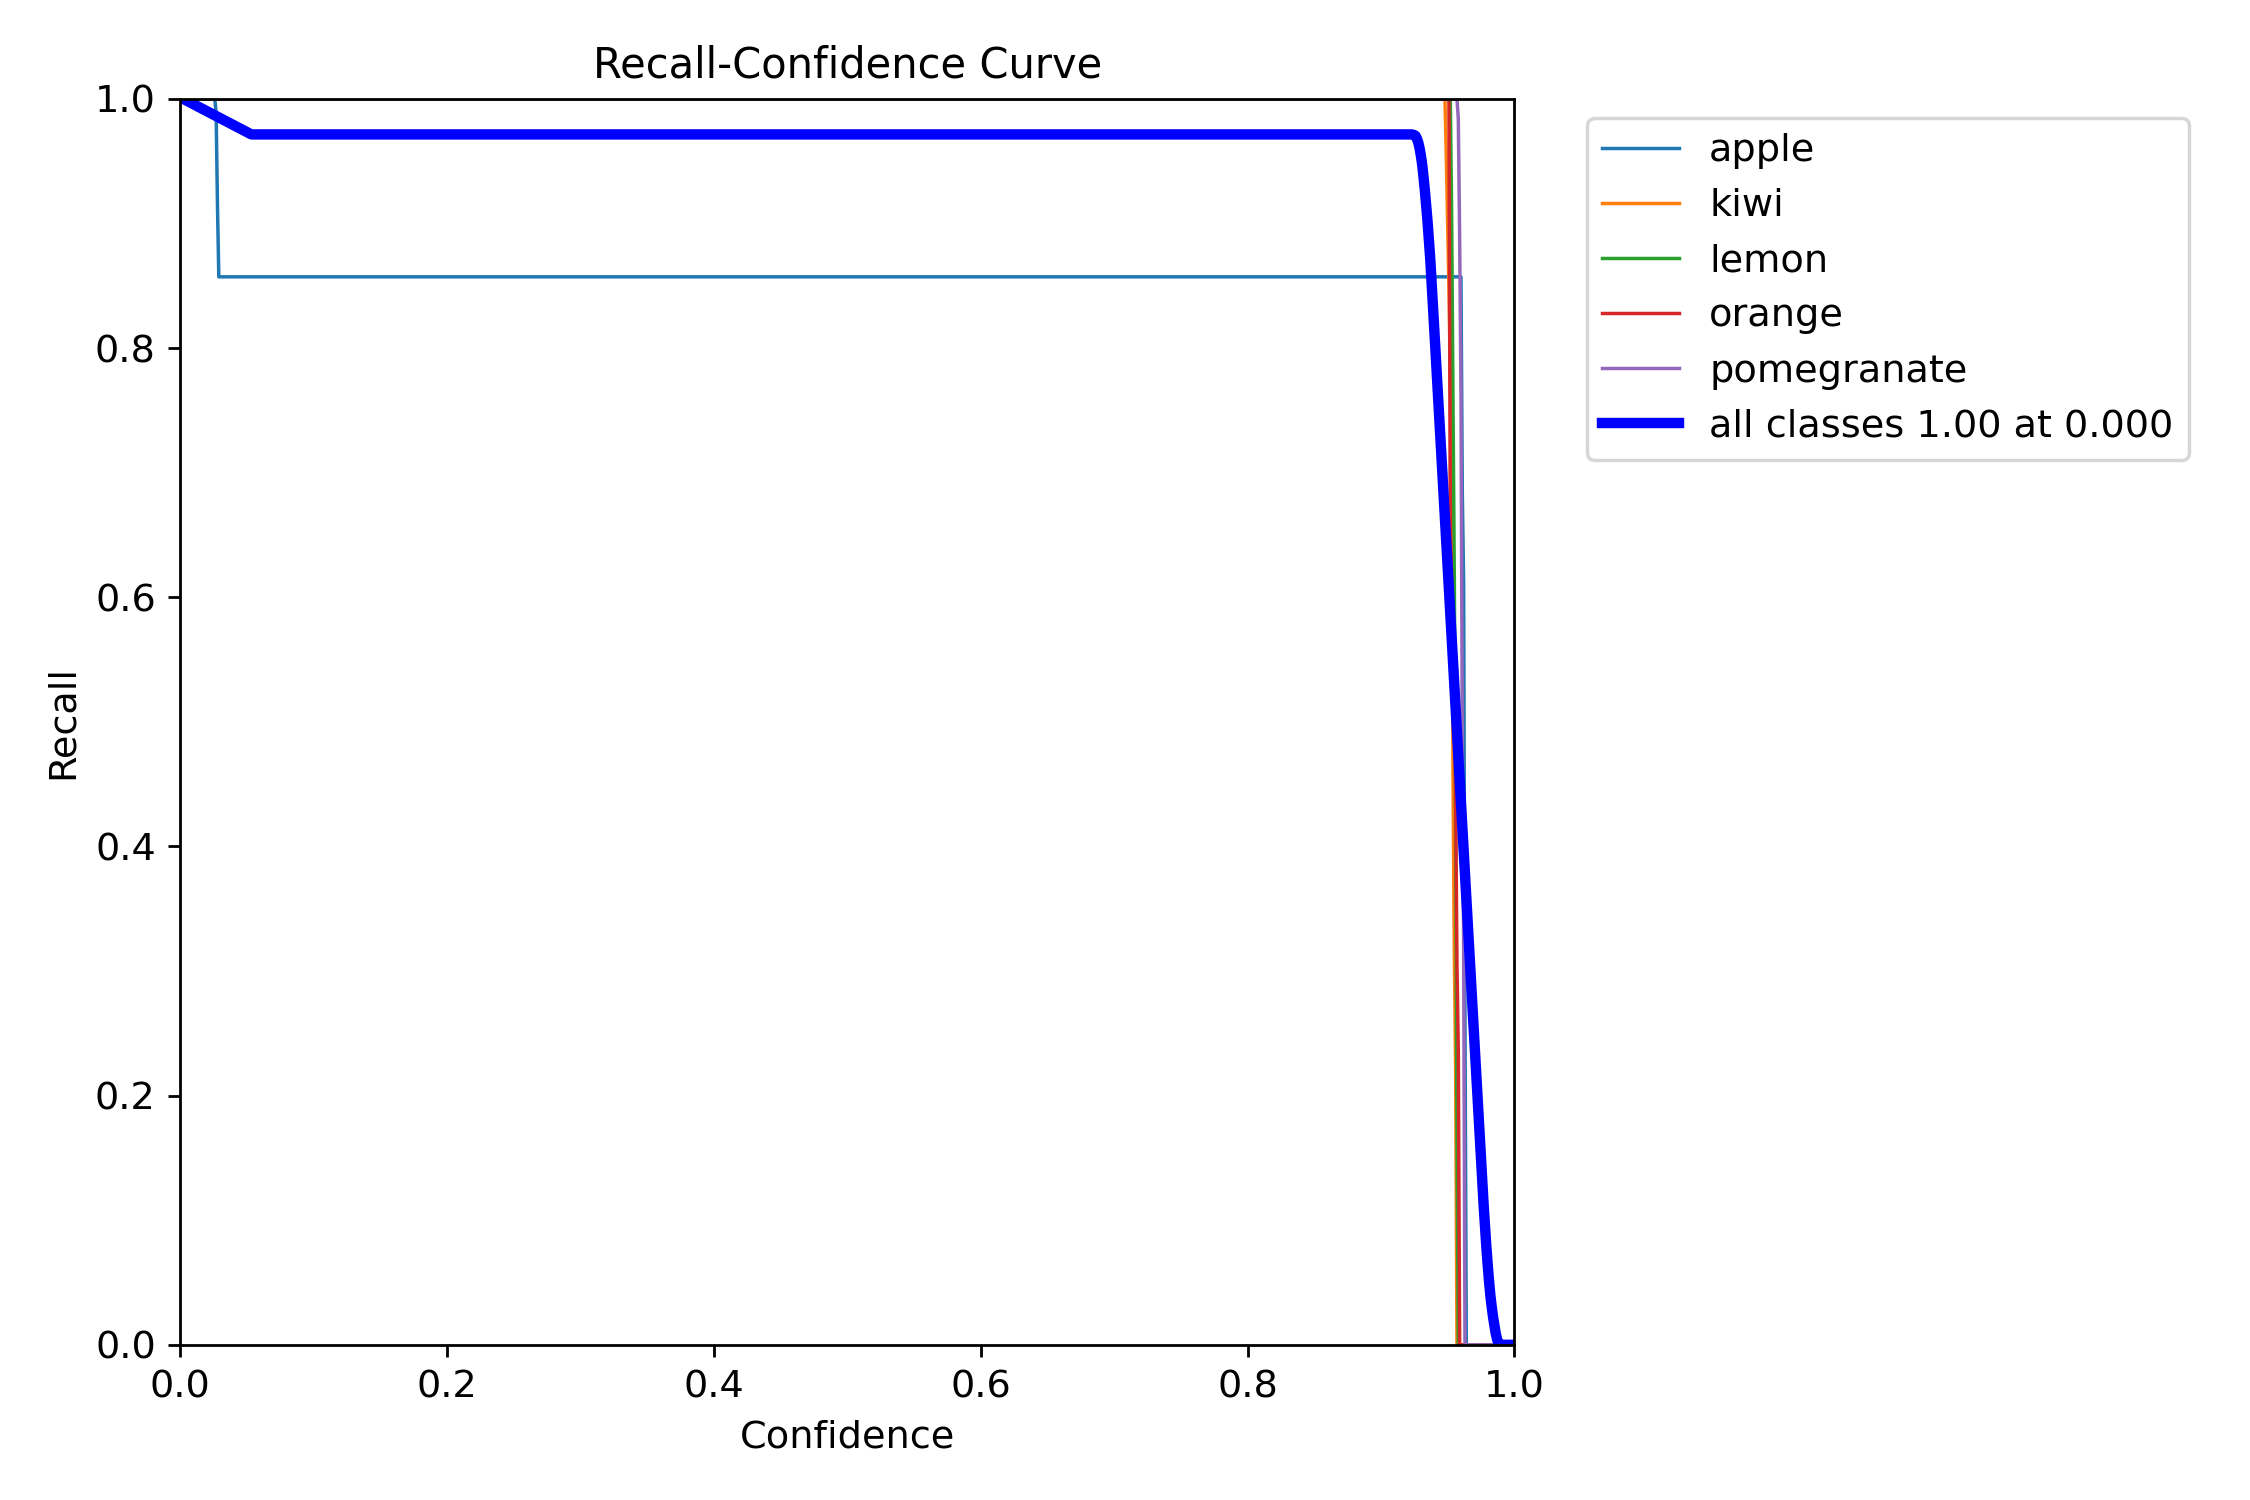 Recall-Confidence Curve
1.0
0.8
0.6
0.4
0.2
0.0
Recall
0.0 0.2 0.4 0.6 0.8 1.0
Confidence
apple
kiwi
lemon
orange
pomegranate
all classes 1.00 at 0.000